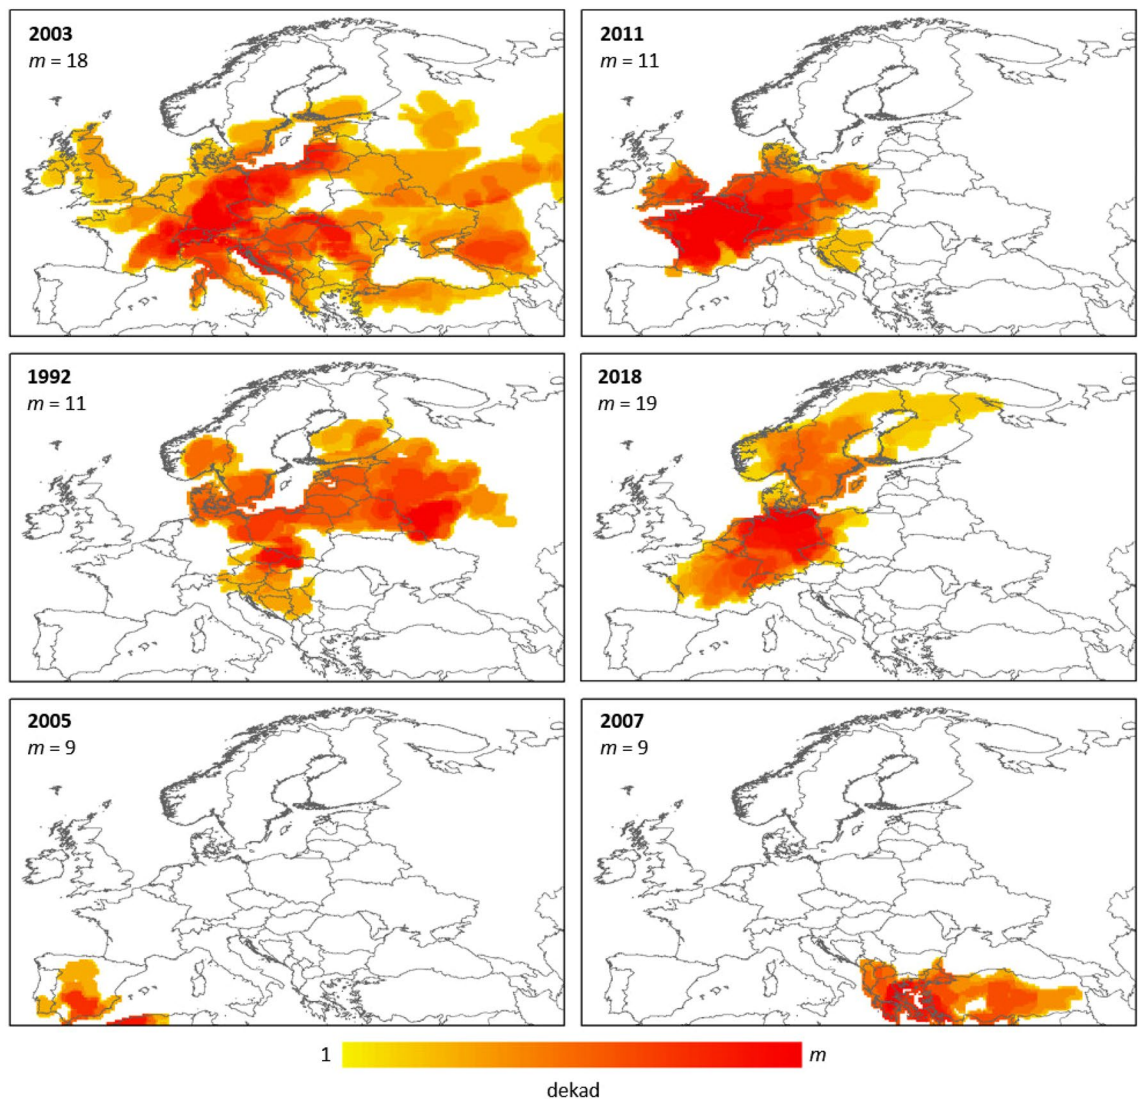 2003
m = 18
2011
m = 11
1992
m = 11
2018
m = 19
2005
m = 9
2007
m = 9
1 m
dekad